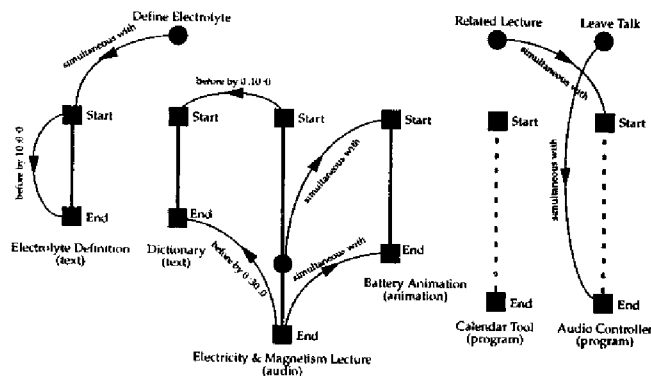 Define Electrolyte
simultaneous with
Start
before by 10:0:0
End
Electrolyte Definition
(text)
before by 0:10:0
Start
Start
before by 0:30:0
End
Dictionary
(text)
simultaneous with
simultaneous with
End
Electricity & Magnetism Lecture
(audio)
Start
End
Battery Animation
(animation)
Related Lecture
Leave Talk
simultaneous with
Start
Start
simultaneous with
End
End
Calendar Tool
(program)
Audio Controller
(program)